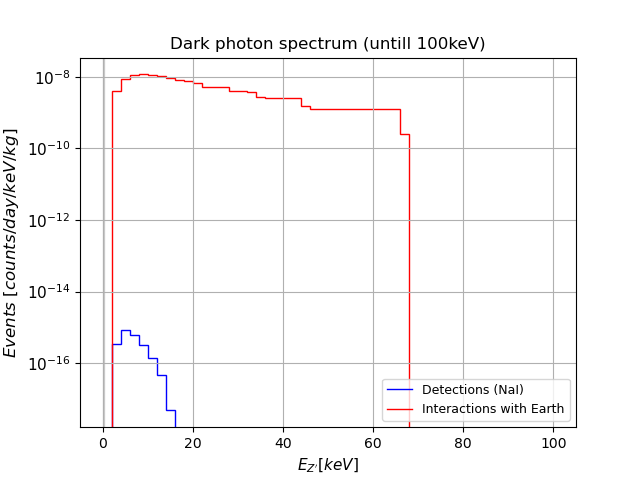 Dark photon spectrum (untill 100keV)
Events [counts/day/keV/kg]
10⁻⁸
10⁻¹⁰
10⁻¹²
10⁻¹⁴
10⁻¹⁶
Detections (NaI)
Interactions with Earth
0 20 40 60 80 100
E_Z′[keV]